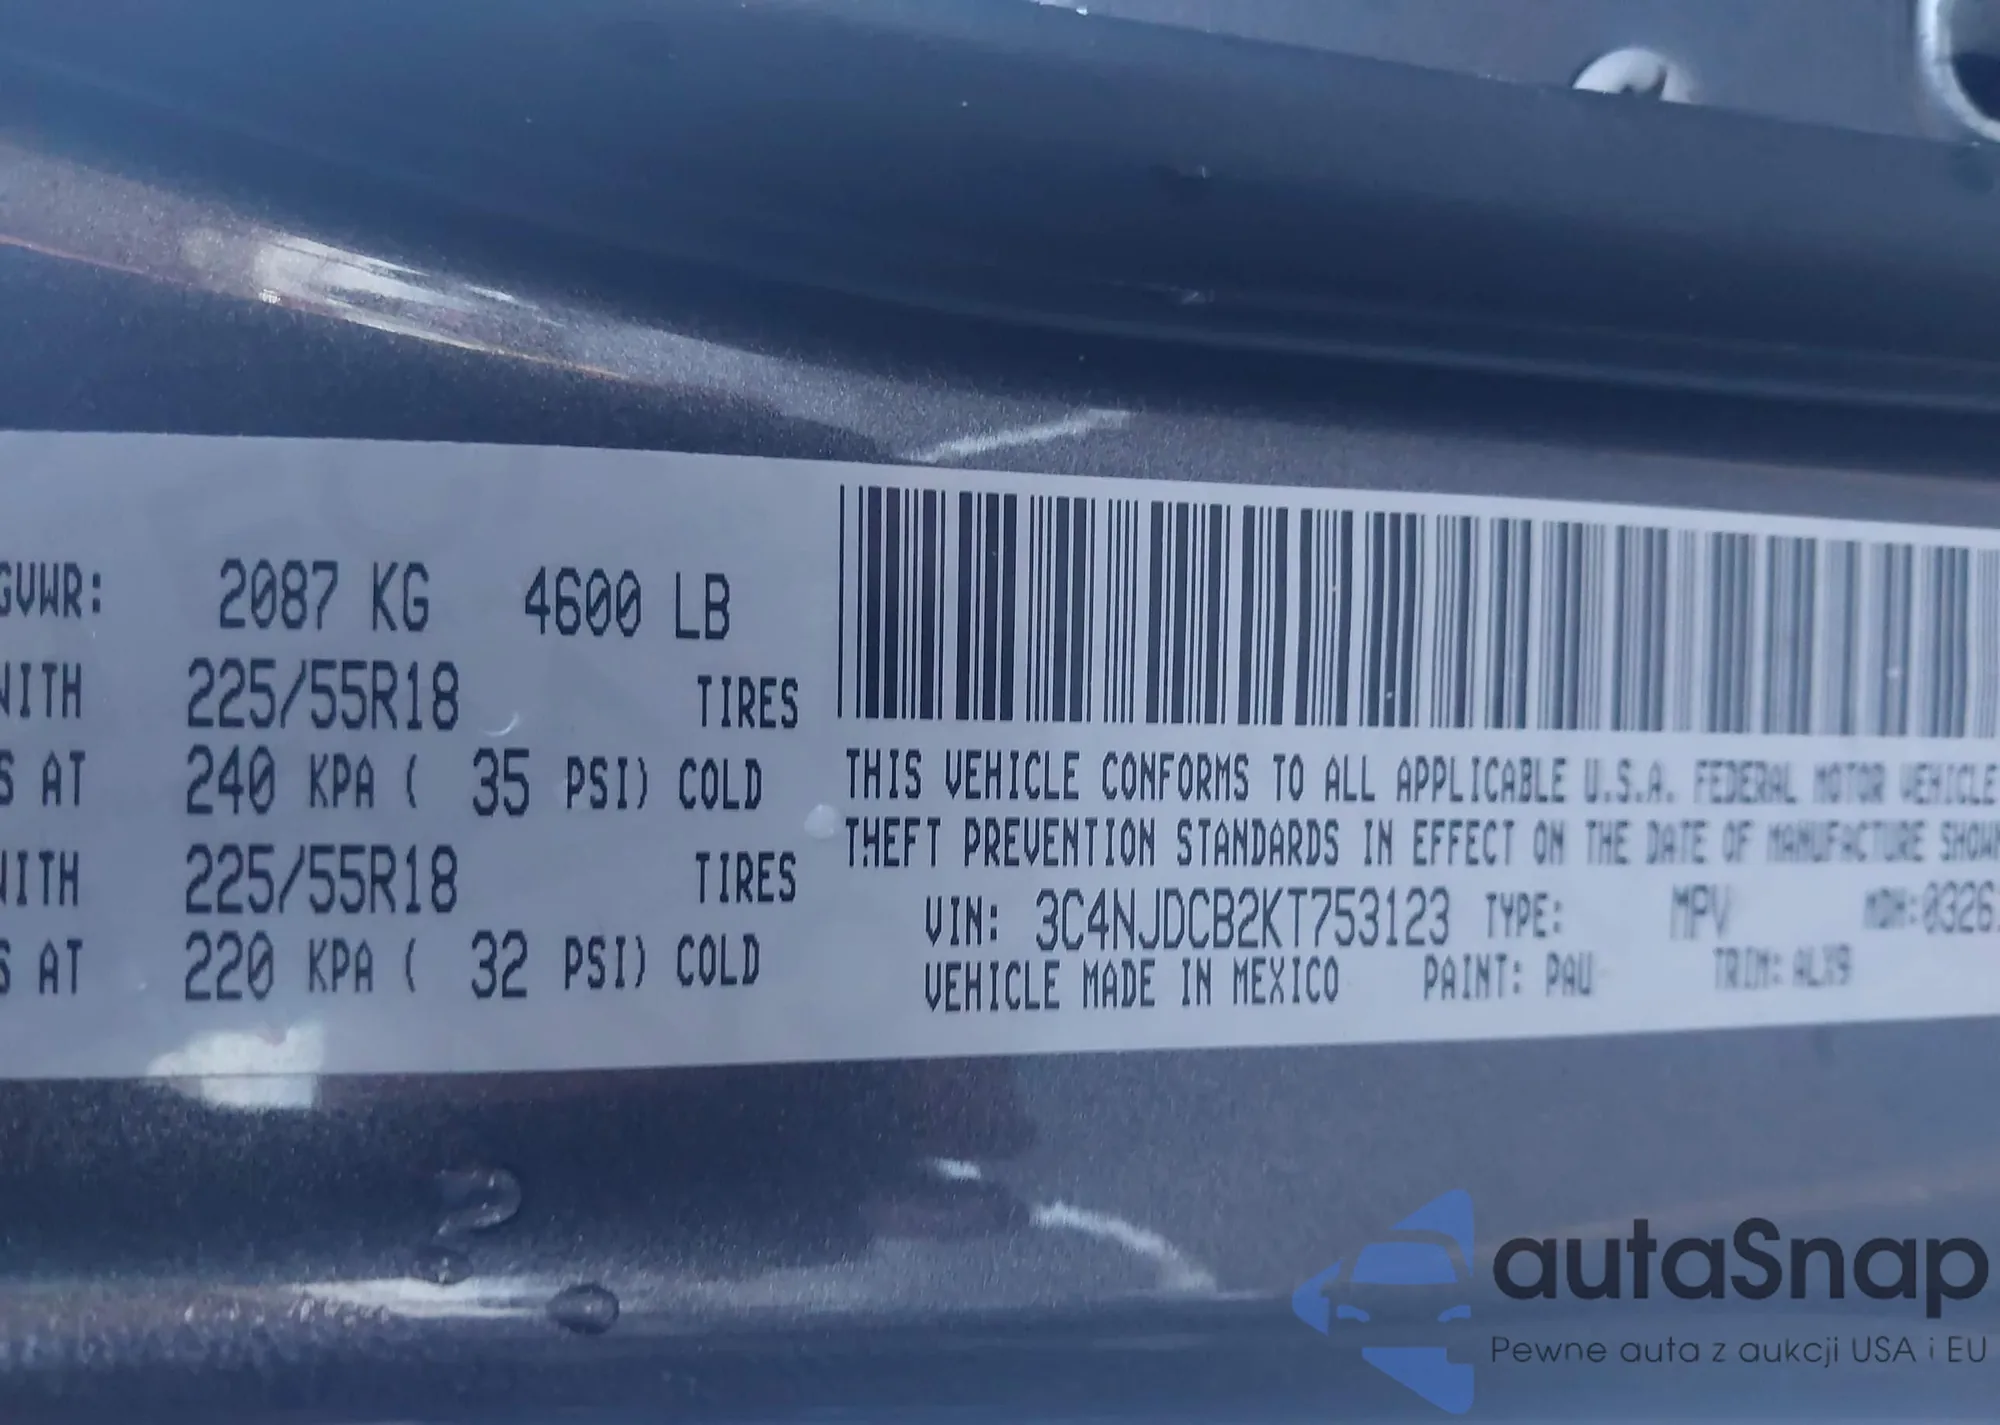 GVWR: 2087 KG 4600 LB
WITH 225/55R18 TIRES
S AT 240 KPA ( 35 PSI) COLD
WITH 225/55R18 TIRES
S AT 220 KPA ( 32 PSI) COLD
THIS VEHICLE CONFORMS TO ALL APPLICABLE U.S.A. FEDERAL MOTOR VEHICLE
THEFT PREVENTION STANDARDS IN EFFECT ON THE DATE OF MANUFACTURE SHOWN
VIN: 3C4NJDCB2KT753123 TYPE: MPV MDH:0326
VEHICLE MADE IN MEXICO PAINT: PAU TRIM: ALX9
autaSnap
Pewne auta z aukcji USA i EU